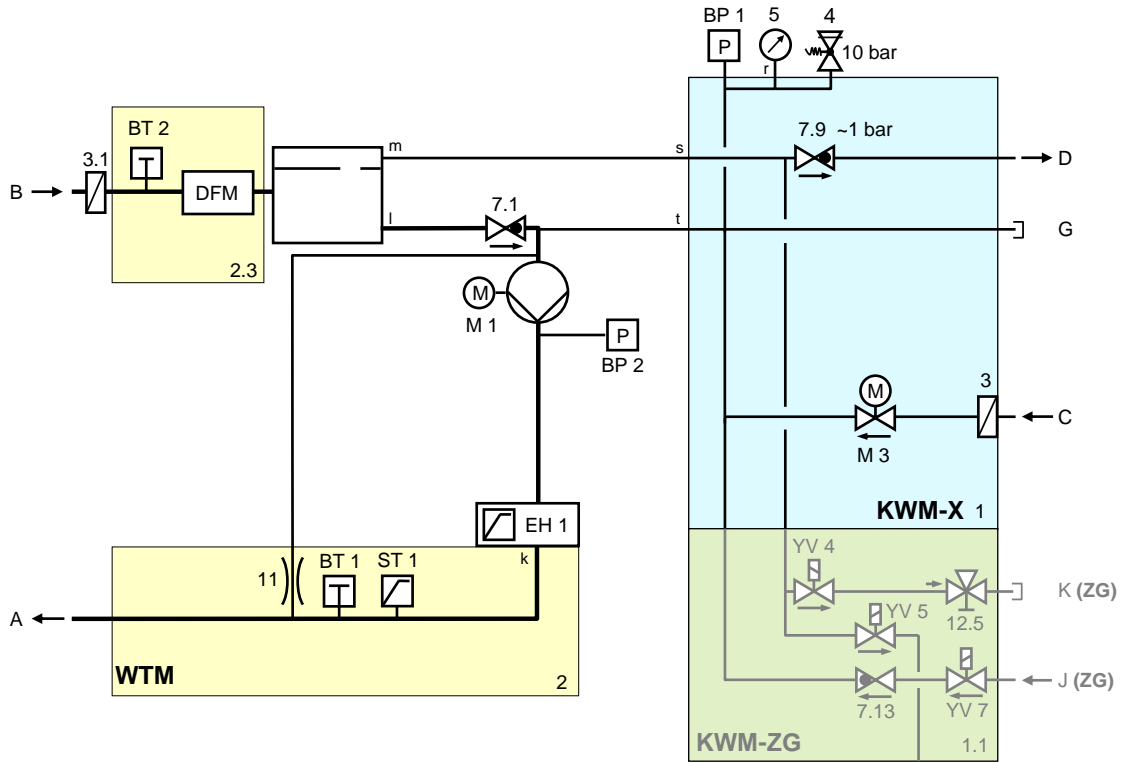 BP 1
5
4
P
10 bar
r
BT 2
7.9 ~1 bar
3.1
m
s
D
B
DFM
7.1
l
t
G
2.3
M
M 1
P
BP 2
M
3
C
M 3
KWM-X 1
EH 1
k
YV 4
BT 1
ST 1
11
K (ZG)
YV 5
12.5
A
WTM
2
J (ZG)
7.13
YV 7
KWM-ZG
1.1